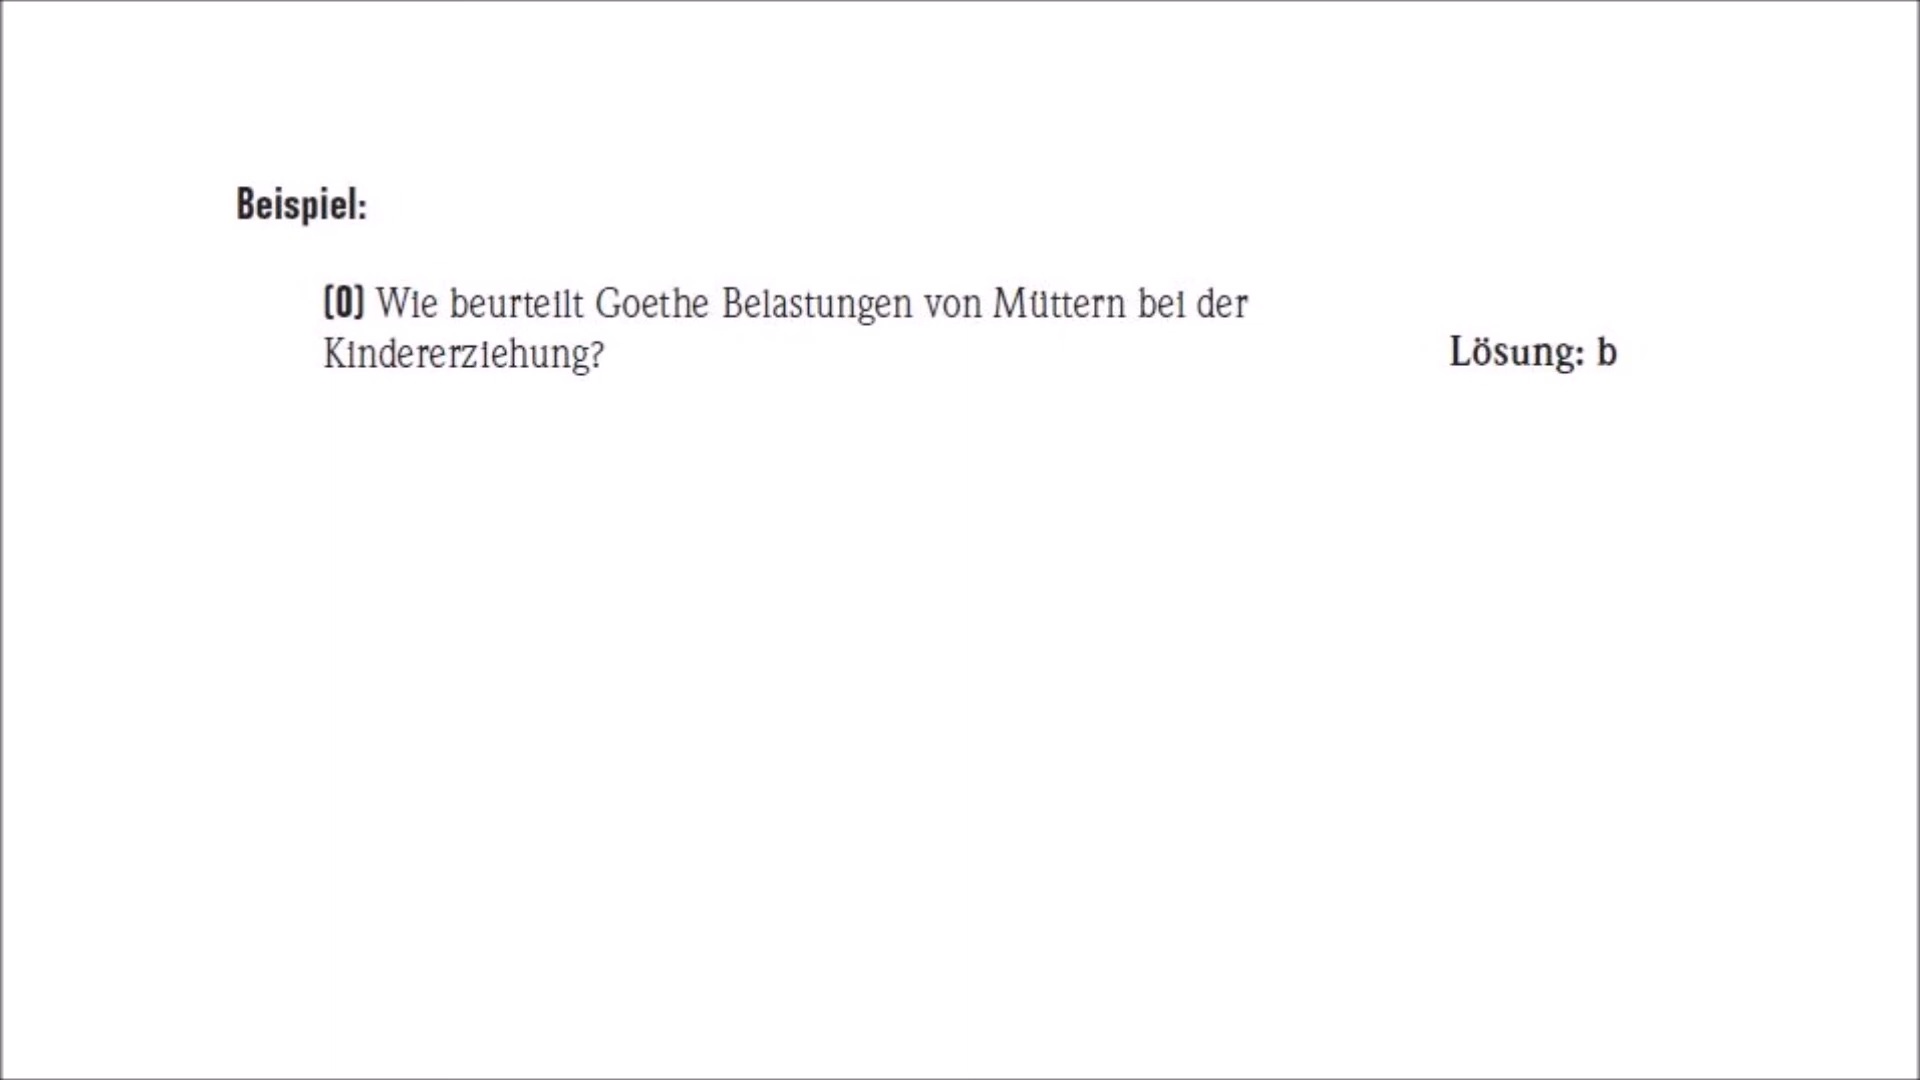 Beispiel:
(0) Wie beurteilt Goethe Belastungen von Müttern bei der
Kindererziehung?
Lösung: b